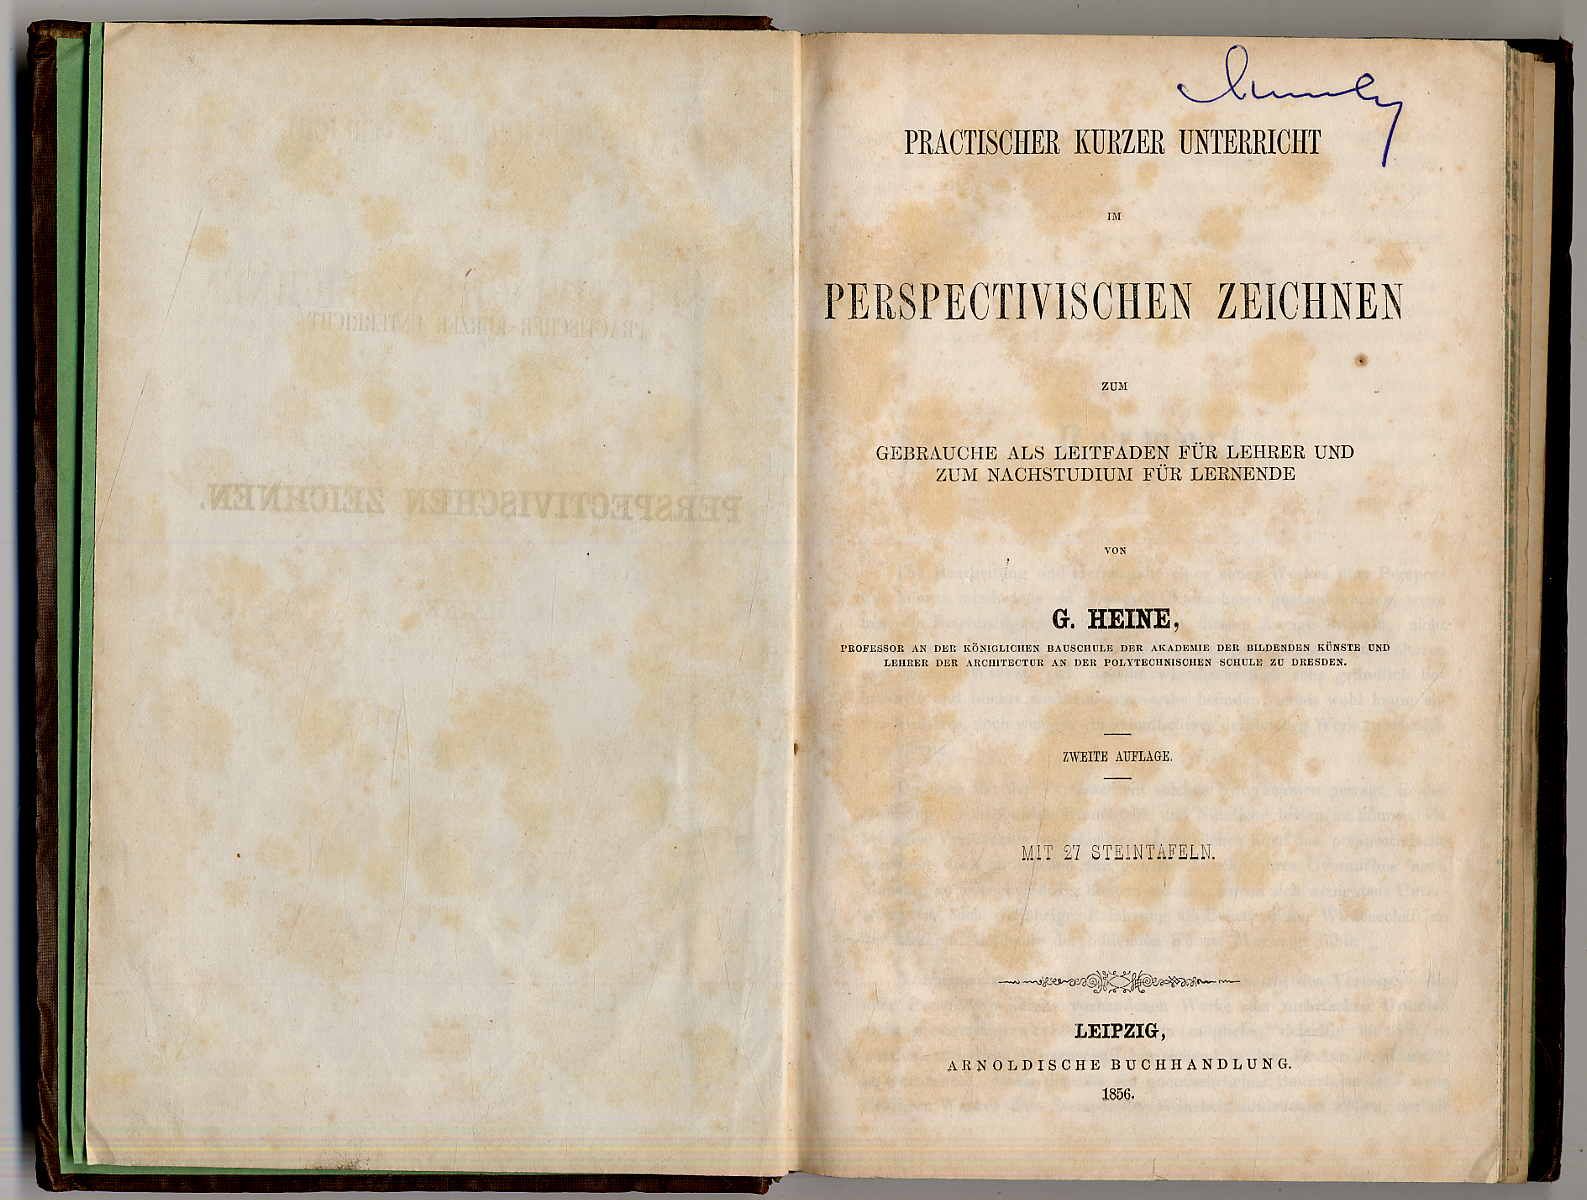 PRACTISCHER KURZER UNTERRICHT
IM
PERSPECTIVISCHEN ZEICHNEN
ZUM
GEBRAUCHE ALS LEITFADEN FÜR LEHRER UND
ZUM NACHSTUDIUM FÜR LERNENDE
VON
G. HEINE,
PROFESSOR AN DER KÖNIGLICHEN BAUSCHULE DER AKADEMIE DER BILDENDEN KÜNSTE UND
LEHRER DER ARCHITECTUR AN DER POLYTECHNISCHEN SCHULE ZU DRESDEN.
ZWEITE AUFLAGE.
MIT 27 STEINTAFELN.
LEIPZIG,
ARNOLDISCHE BUCHHANDLUNG.
1856.